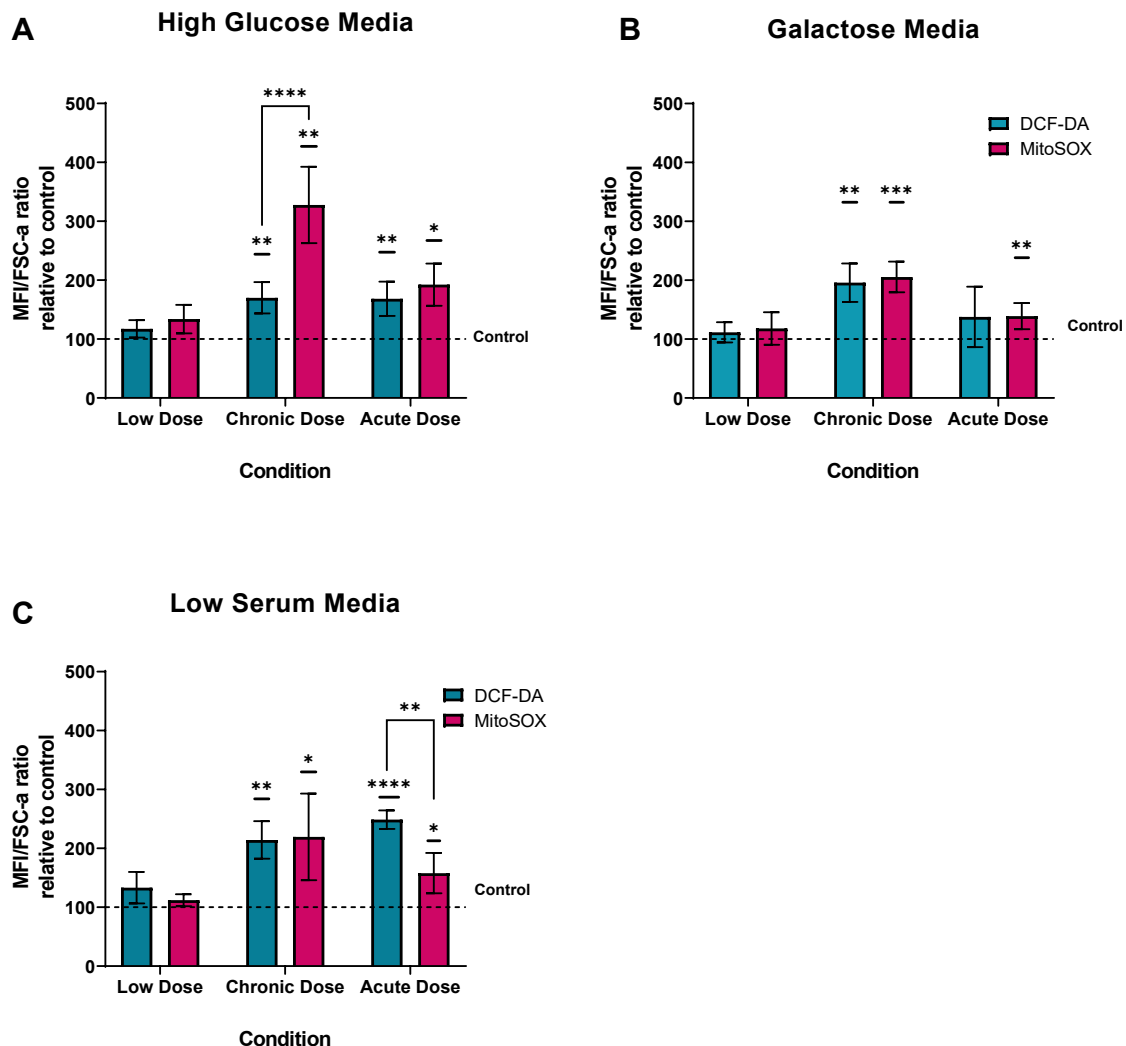 A
High Glucose Media
MFI/FSC-a ratio
relative to control
500
400
300
200
100
0
****
**
**
**
*
Control
Low Dose
Chronic Dose
Acute Dose
Condition
B
Galactose Media
MFI/FSC-a ratio
relative to control
500
400
300
200
100
0
DCF-DA
MitoSOX
**
***
**
Control
Low Dose
Chronic Dose
Acute Dose
Condition
C
Low Serum Media
MFI/FSC-a ratio
relative to control
500
400
300
200
100
0
DCF-DA
MitoSOX
**
**
*
****
*
Control
Low Dose
Chronic Dose
Acute Dose
Condition